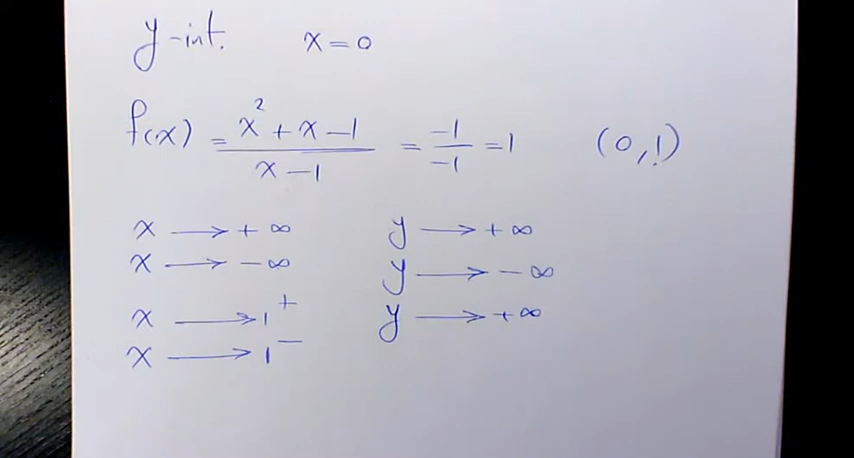 y-int. x = 0
f(x) = x² + x - 1 / x - 1 = -1 / -1 = 1 (0, 1)
x → + ∞ y → + ∞
x → - ∞ y → - ∞
x → 1⁺ y → + ∞
x → 1⁻